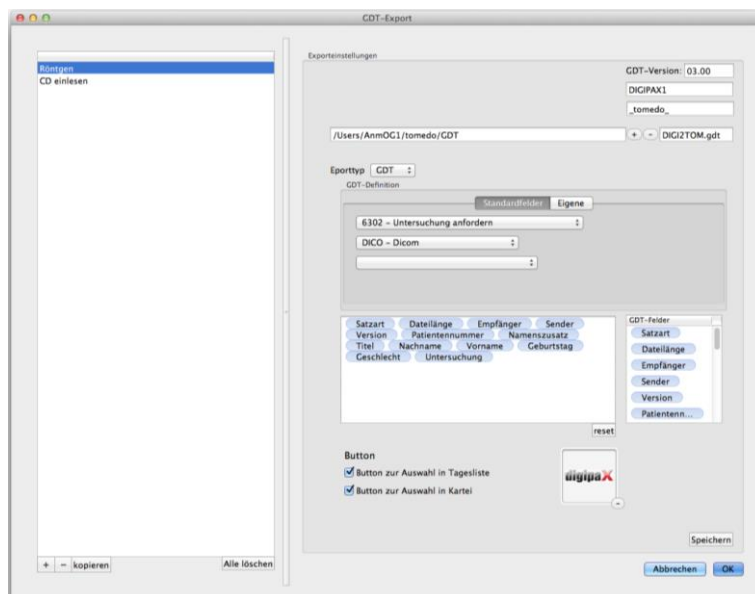 GDT-Export
Röntgen
CD einlesen
+ − kopieren
Alle löschen
Exporteinstellungen
GDT-Version: 03.00
DIGIPAX1
_tomedo_
/Users/AnmOG1/tomedo/GDT
+ − DIGI2TOM.gdt
Eporttyp GDT
GDT-Definition
Standardfelder Eigene
6302 – Untersuchung anfordern
DICO – Dicom
Satzart Dateilänge Empfänger Sender
Version Patientennummer Namenszusatz
Titel Nachname Vorname Geburtstag
Geschlecht Untersuchung
reset
GDT-Felder
Satzart
Dateilänge
Empfänger
Sender
Version
Patientenn...
Button
Button zur Auswahl in Tagesliste
Button zur Auswahl in Kartei
digipaX
−
Speichern
Abbrechen OK